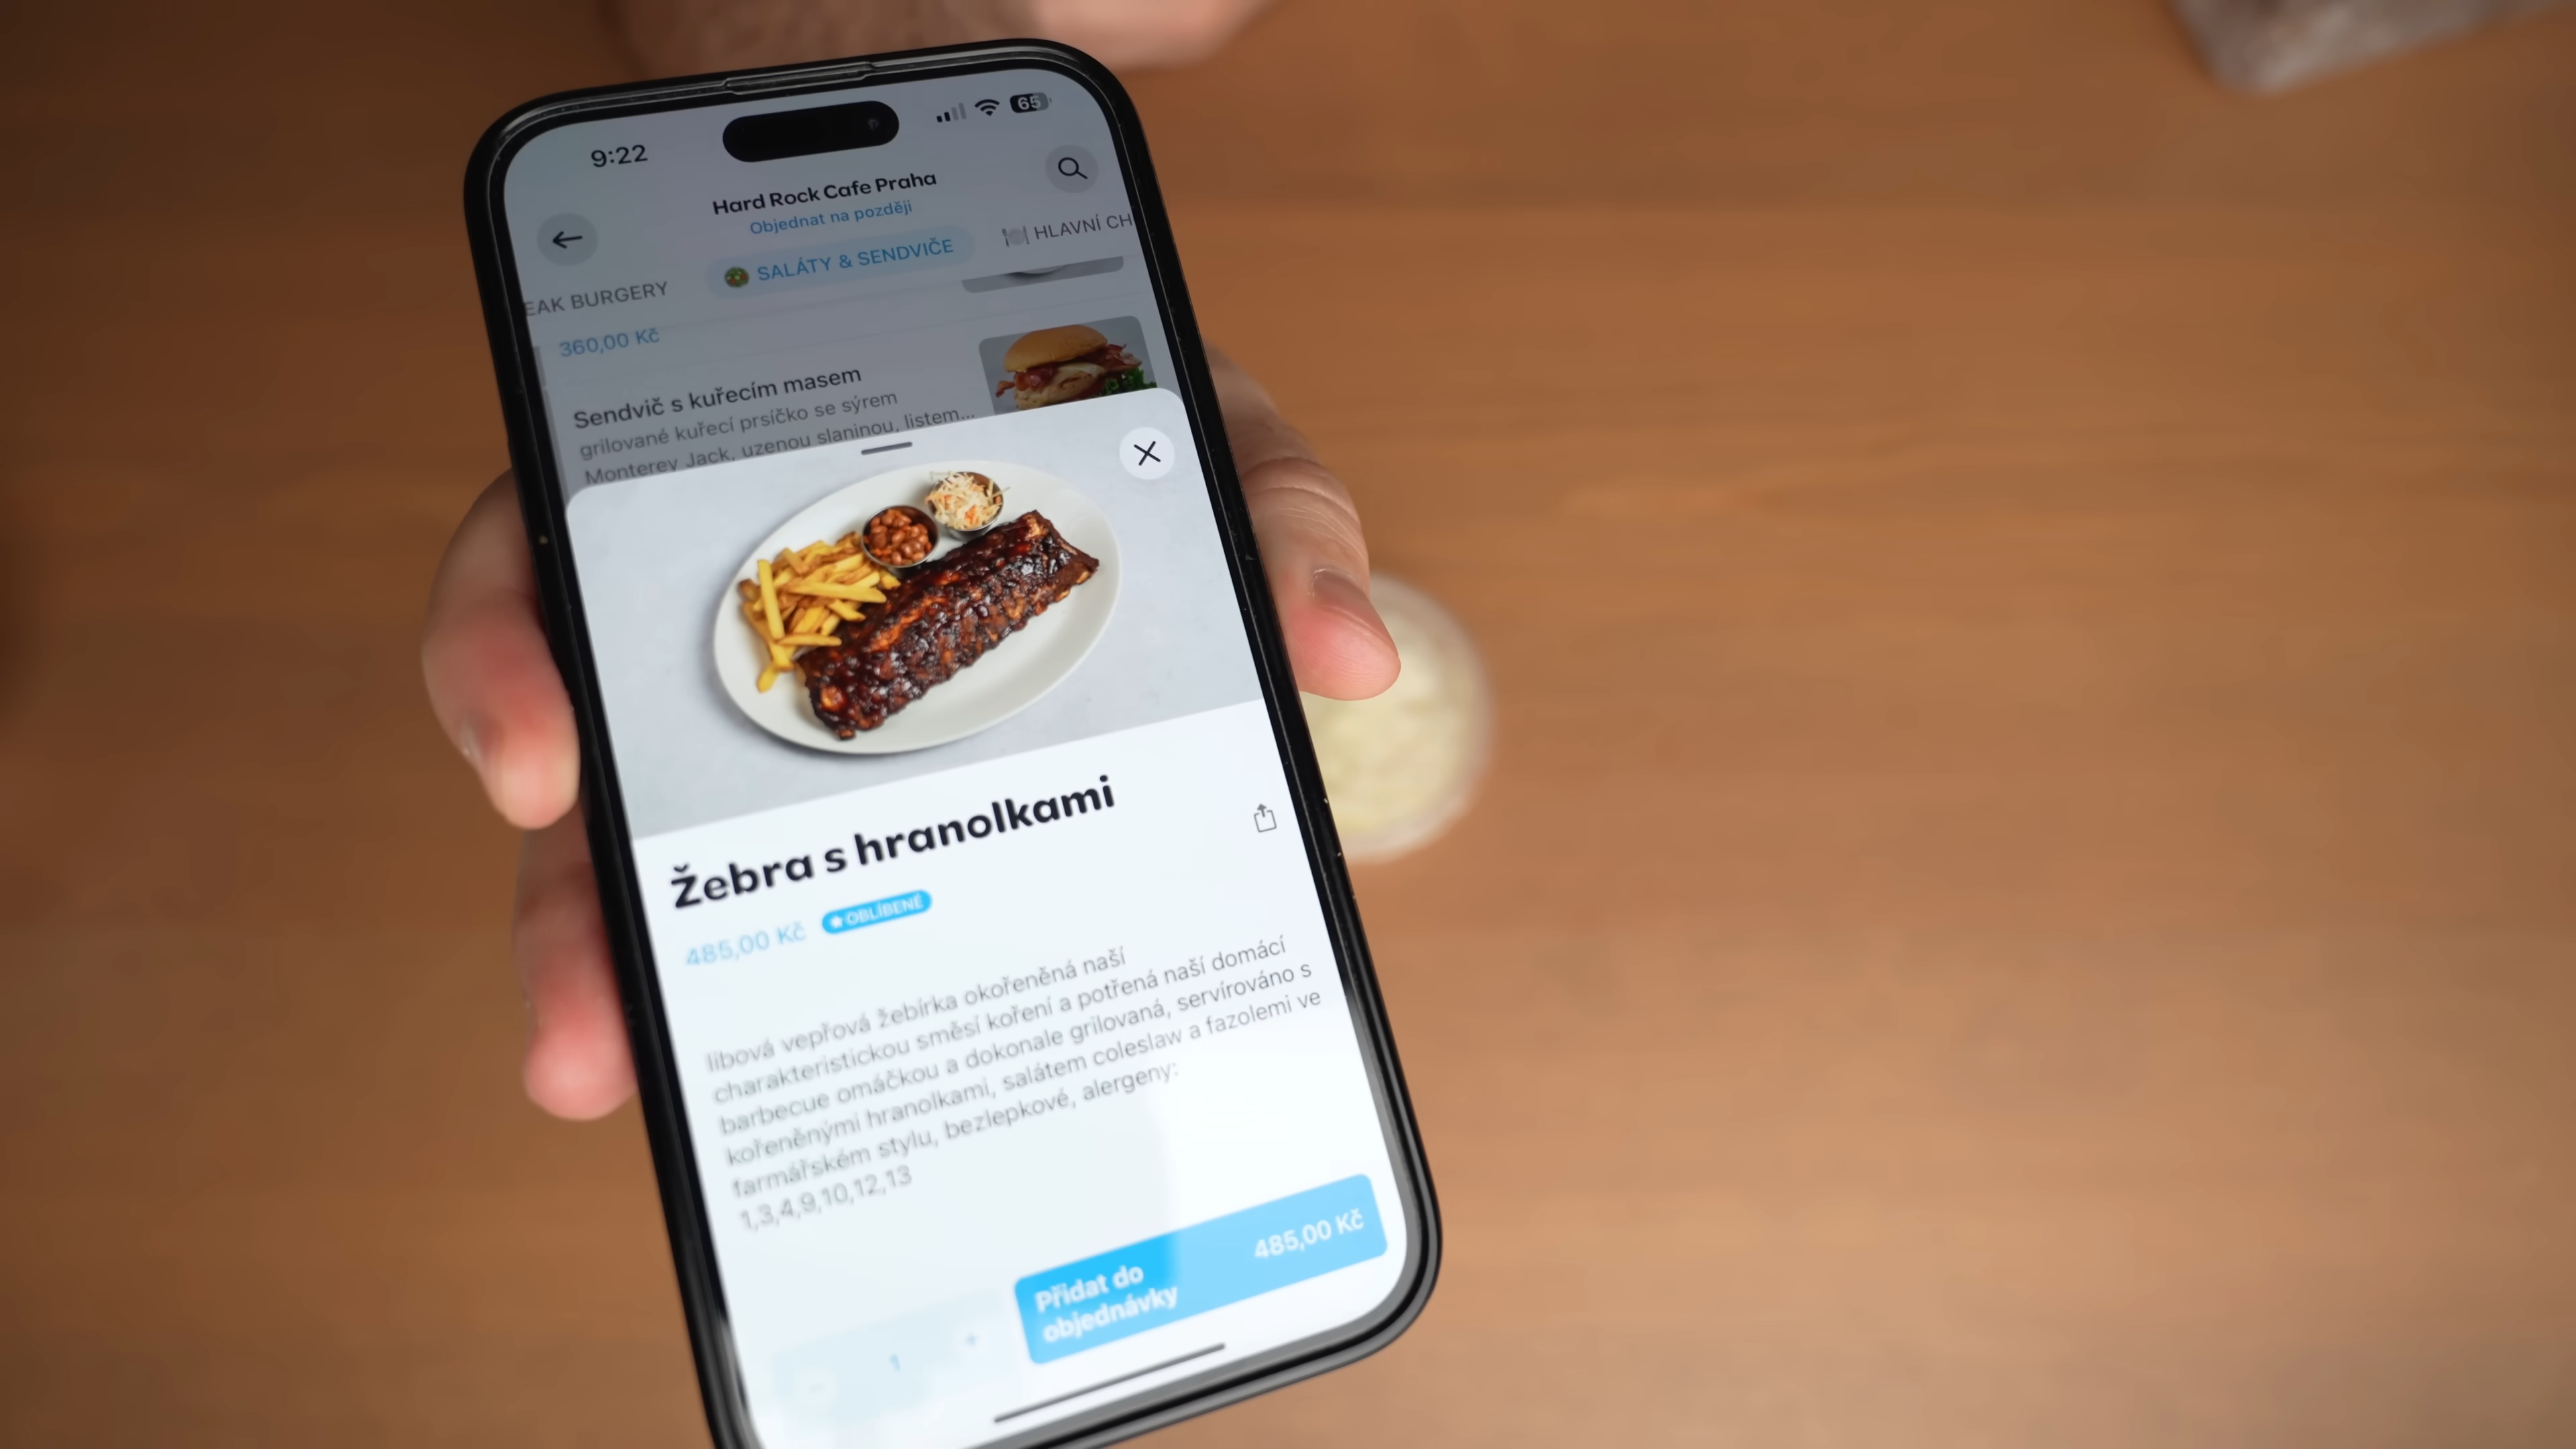 9:22
65
Hard Rock Cafe Praha
Objednat na později
EAK BURGERY
SALÁTY & SENDVIČE
HLAVNÍ CH
360,00 Kč
Sendvič s kuřecím masem
grilované kuřecí prsíčko se sýrem
Monterey Jack, uzenou slaninou, listem...
Žebra s hranolkami
485,00 Kč
OBLÍBENÉ
libová vepřová žebírka okořeněná naší
charakteristickou směsí koření a potřená naší domácí
barbecue omáčkou a dokonale grilovaná, servírováno s
kořeněnými hranolkami, salátem coleslaw a fazolemi ve
farmářském stylu, bezlepkové, alergeny:
1,3,4,9,10,12,13
1
Přidat do
objednávky
485,00 Kč